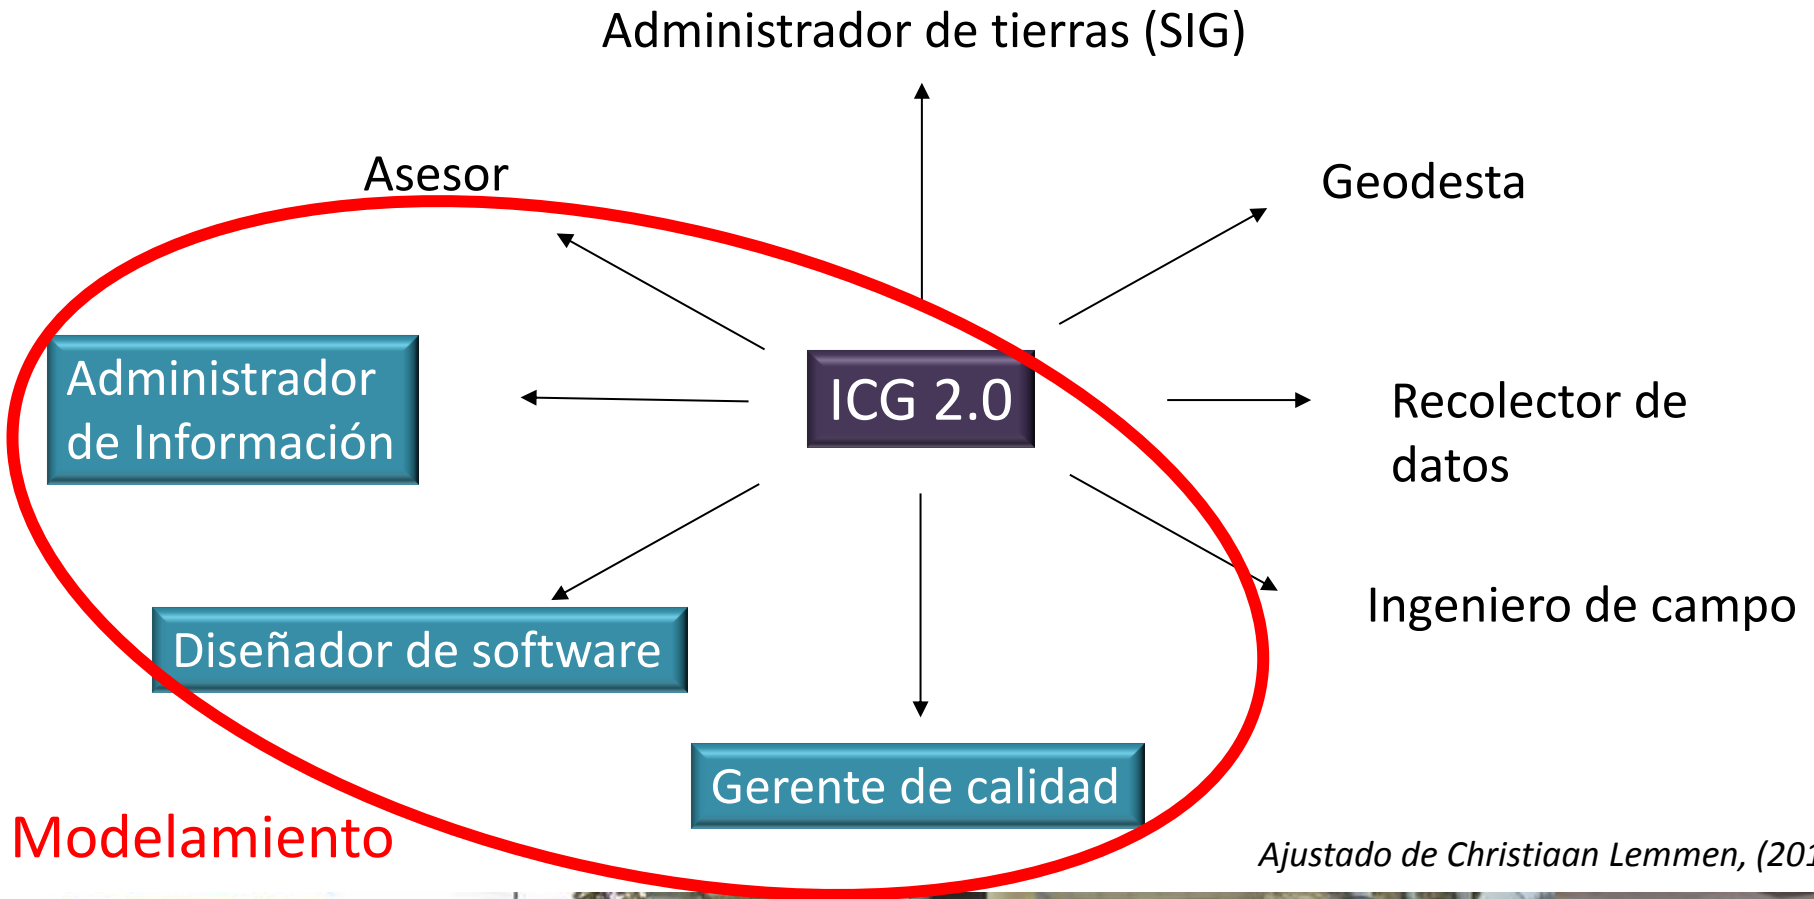 Administrador de tierras (SIG)
Asesor
Geodesta
Administrador
de Información
ICG 2.0
Recolector de
datos
Ingeniero de campo
Diseñador de software
Gerente de calidad
Modelamiento
Ajustado de Christiaan Lemmen,